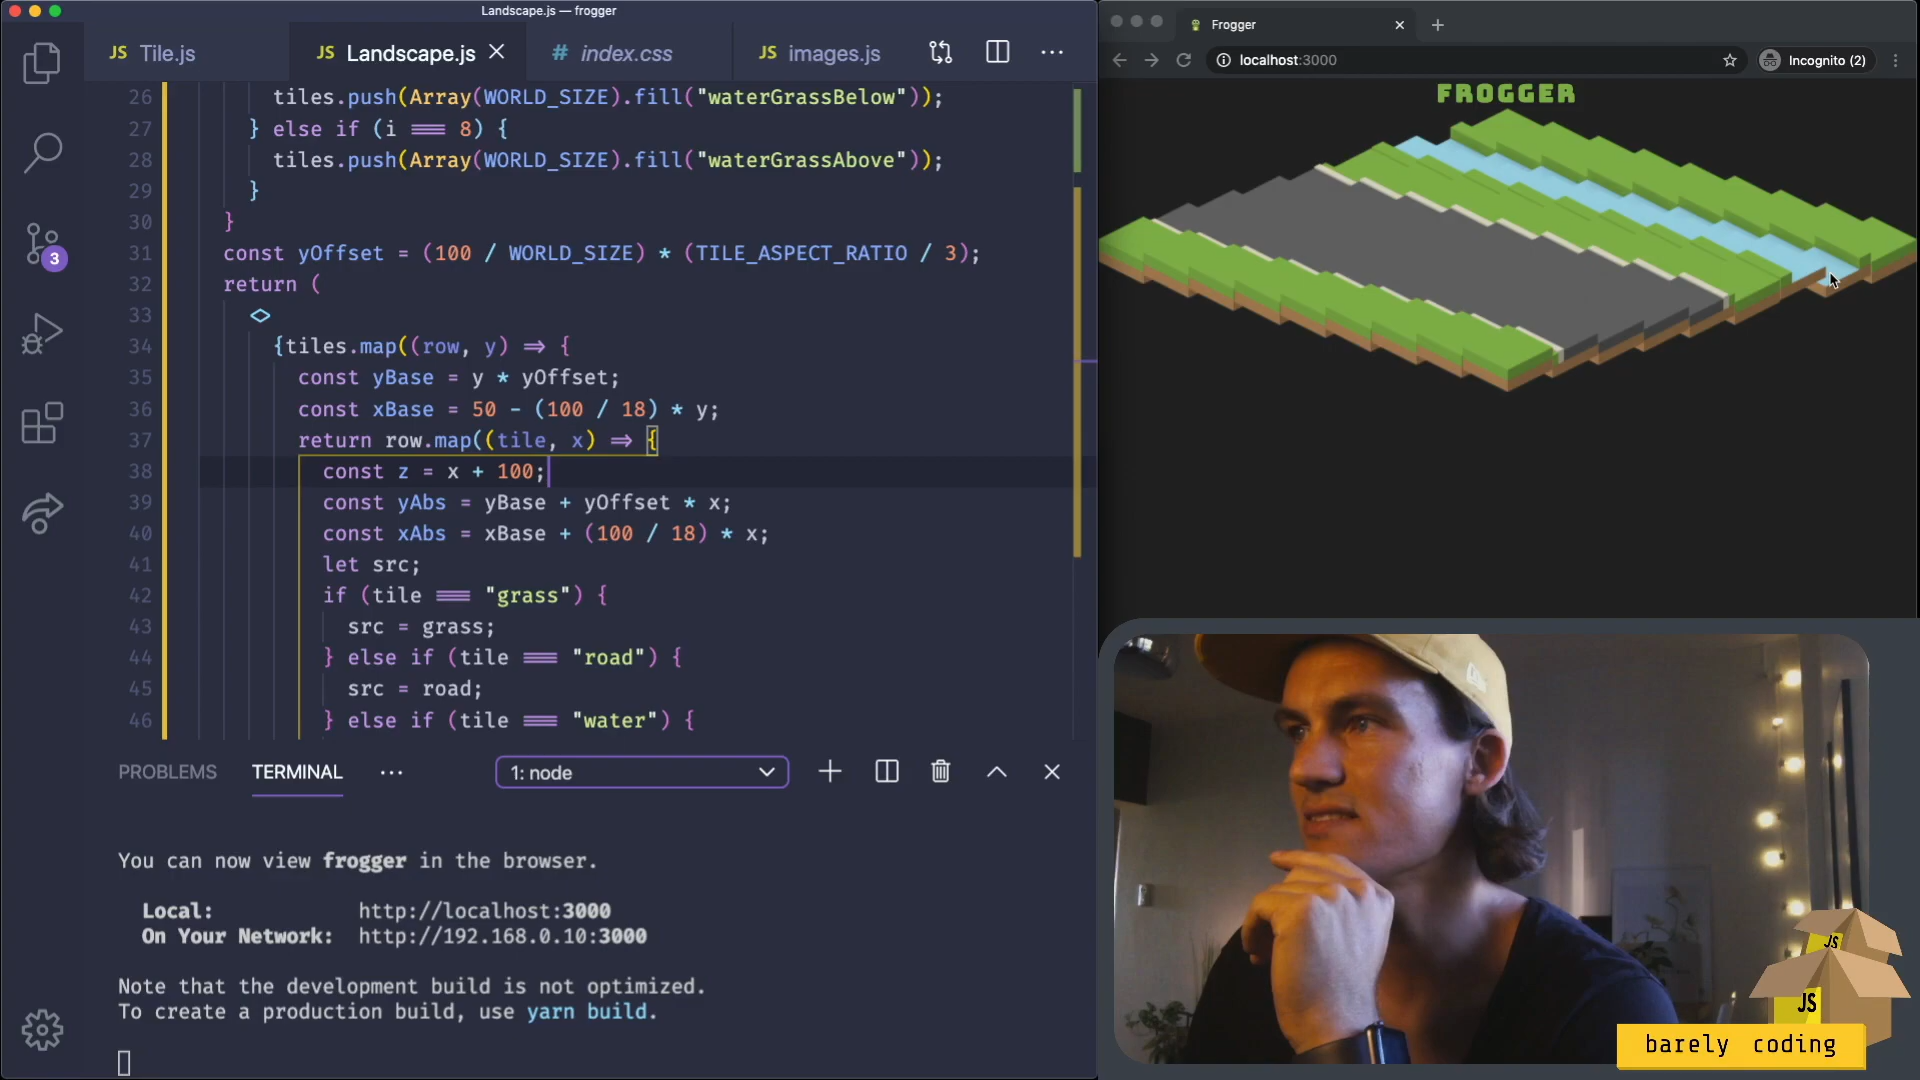 Landscape.js — frogger
JS Tile.js
JS Landscape.js
# index.css
JS images.js
26 tiles.push(Array(WORLD_SIZE).fill("waterGrassBelow"));
27 } else if (i === 8) {
28 tiles.push(Array(WORLD_SIZE).fill("waterGrassAbove"));
29 }
30 }
31 const yOffset = (100 / WORLD_SIZE) * (TILE_ASPECT_RATIO / 3);
32 return (
33 <>
34 {tiles.map((row, y) => {
35 const yBase = y * yOffset;
36 const xBase = 50 - (100 / 18) * y;
37 return row.map((tile, x) => {
38 const z = x + 100;
39 const yAbs = yBase + yOffset * x;
40 const xAbs = xBase + (100 / 18) * x;
41 let src;
42 if (tile === "grass") {
43 src = grass;
44 } else if (tile === "road") {
45 src = road;
46 } else if (tile === "water") {
3
PROBLEMS TERMINAL ··· 1: node
You can now view frogger in the browser.
Local: http://localhost:3000
On Your Network: http://192.168.0.10:3000
Note that the development build is not optimized.
To create a production build, use yarn build.
Frogger
localhost:3000
Incognito (2)
FROGGER
JS
JS
barely coding